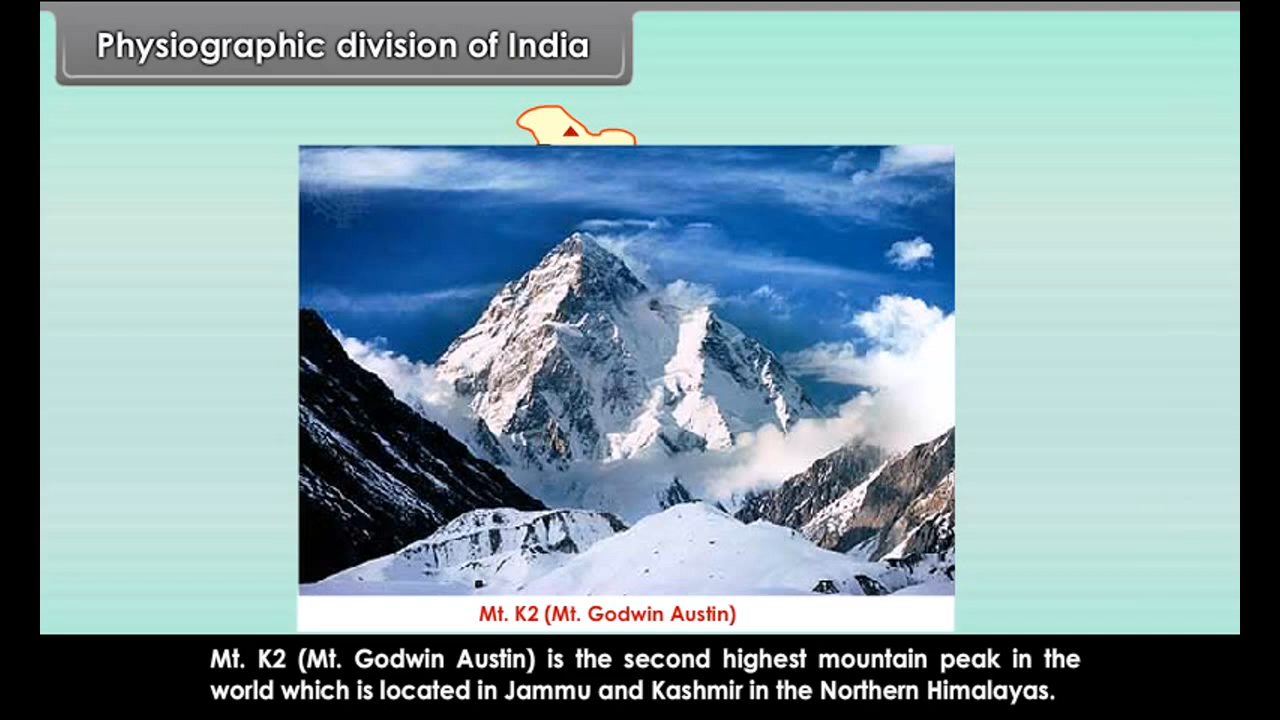 Physiographic division of India
Mt. K2 (Mt. Godwin Austin)
Mt. K2 (Mt. Godwin Austin) is the second highest mountain peak in the
world which is located in Jammu and Kashmir in the Northern Himalayas.